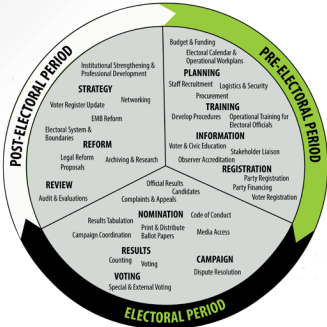 POST-ELECTORAL PERIOD
PRE-ELECTORAL PERIOD
ELECTORAL PERIOD
Budget & Funding
Electoral Calendar &
Operational Workplans
PLANNING
Staff Recruitment
Logistics & Security
Procurement
TRAINING
Develop Procedures
Operational Training for
Electoral Officials
INFORMATION
Voter & Civic Education
Stakeholder Liaison
Observer Accreditation
REGISTRATION
Party Registration
Party Financing
Voter Registration
Institutional Strengthening &
Professional Development
STRATEGY
Networking
Voter Register Update
EMB Reform
Electoral System &
Boundaries
REFORM
Legal Reform
Proposals
Archiving & Research
REVIEW
Audit & Evaluations
Official Results
Candidates
Complaints & Appeals
NOMINATION
Code of Conduct
Results Tabulation
Print & Distribute
Ballot Papers
Media Access
Campaign Coordination
RESULTS
Counting
Voting
CAMPAIGN
Dispute Resolution
VOTING
Special & External Voting